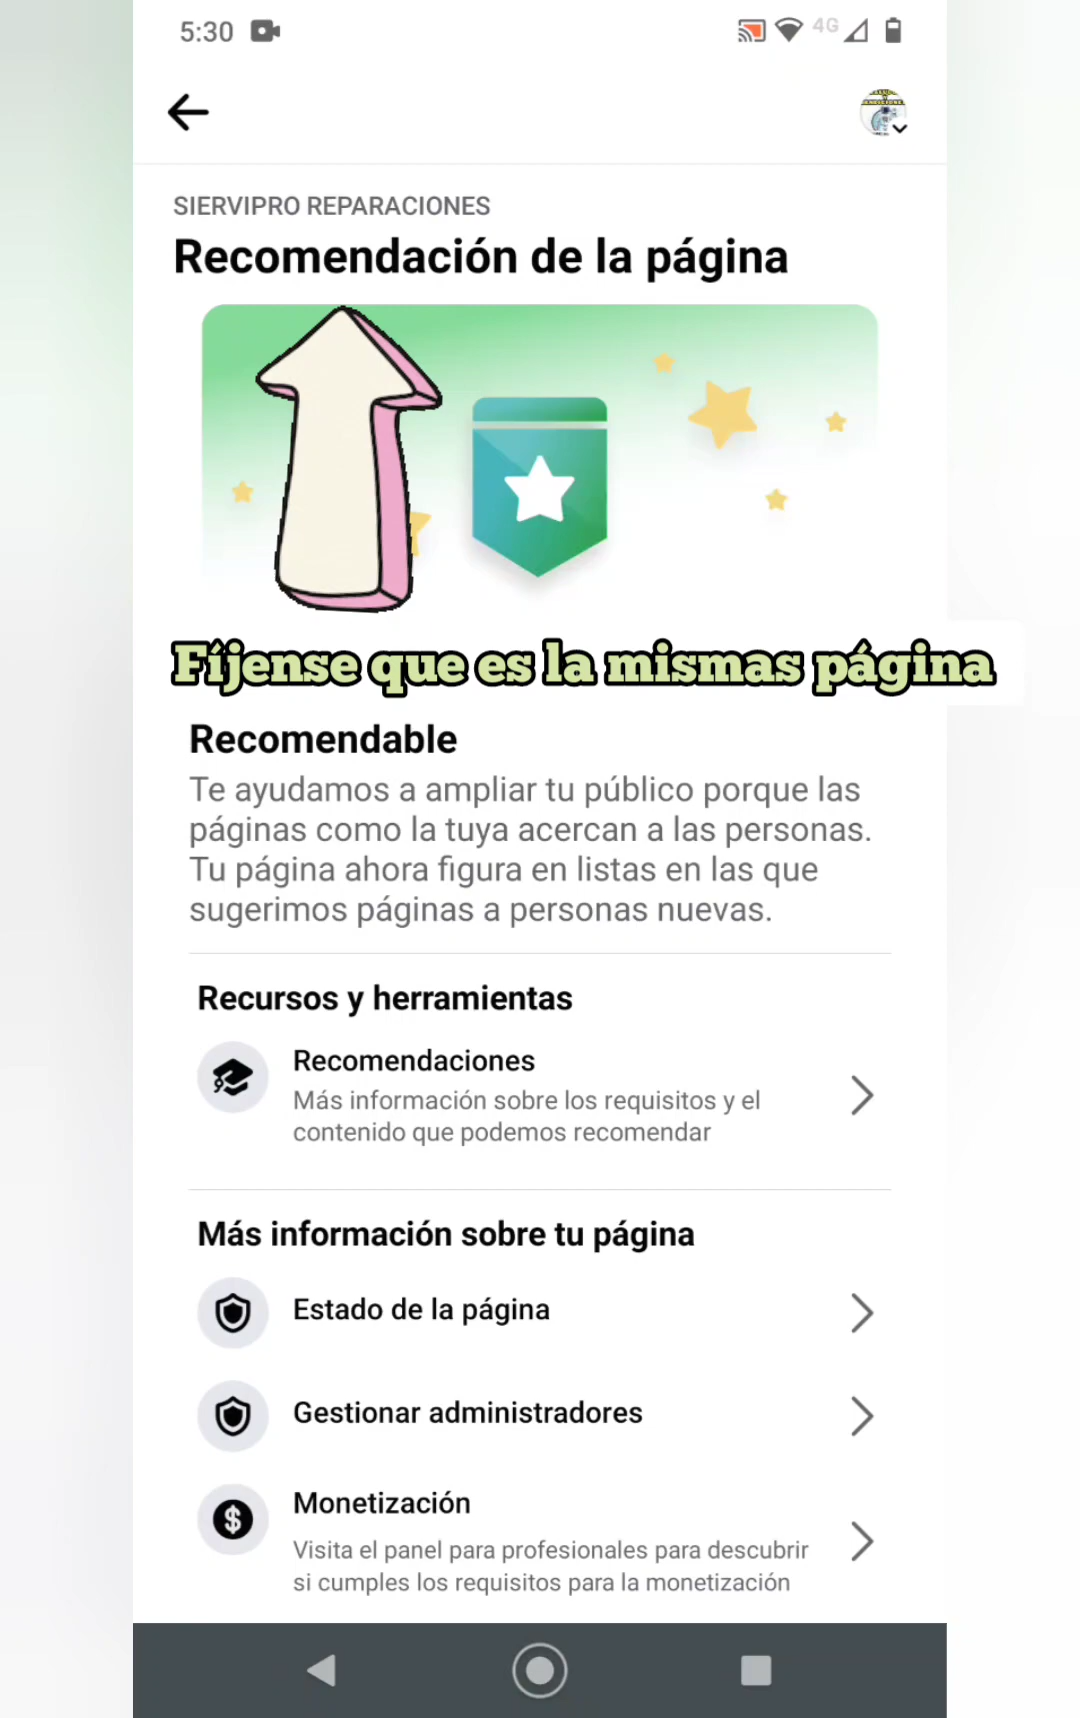 5:30
4G
SIERVIPRO REPARACIONES
Recomendación de la página
Fíjense que es la mismas página
Recomendable
Te ayudamos a ampliar tu público porque las
páginas como la tuya acercan a las personas.
Tu página ahora figura en listas en las que
sugerimos páginas a personas nuevas.
Recursos y herramientas
Recomendaciones
Más información sobre los requisitos y el
contenido que podemos recomendar
Más información sobre tu página
Estado de la página
Gestionar administradores
Monetización
Visita el panel para profesionales para descubrir
si cumples los requisitos para la monetización